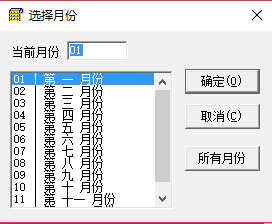 选择月份
当前月份 01
01 | 第 一 月份
02 | 第 二 月份
03 | 第 三 月份
04 | 第 四 月份
05 | 第 五 月份
06 | 第 六 月份
07 | 第 七 月份
08 | 第 八 月份
09 | 第 九 月份
10 | 第 十 月份
11 | 第 十一 月份
确定(O)
取消(C)
所有月份